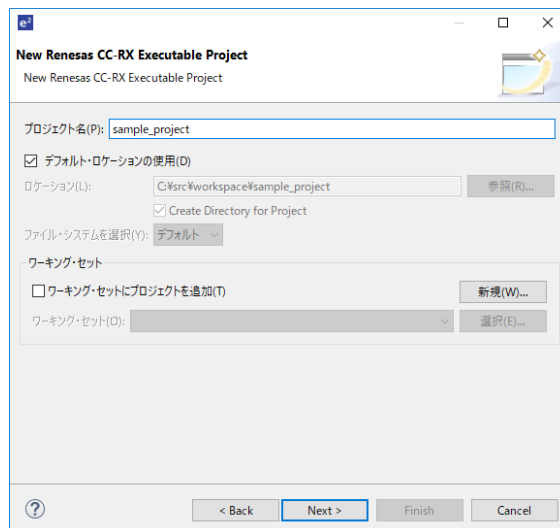 e²
New Renesas CC-RX Executable Project
New Renesas CC-RX Executable Project
プロジェクト名(P): sample_project
デフォルト・ロケーションの使用(D)
ロケーション(L): C:¥src¥workspace¥sample_project 参照(R)...
Create Directory for Project
ファイル・システムを選択(Y): デフォルト
ワーキング・セット
ワーキング・セットにプロジェクトを追加(T) 新規(W)...
ワーキング・セット(O): 選択(E)...
? < Back Next > Finish Cancel